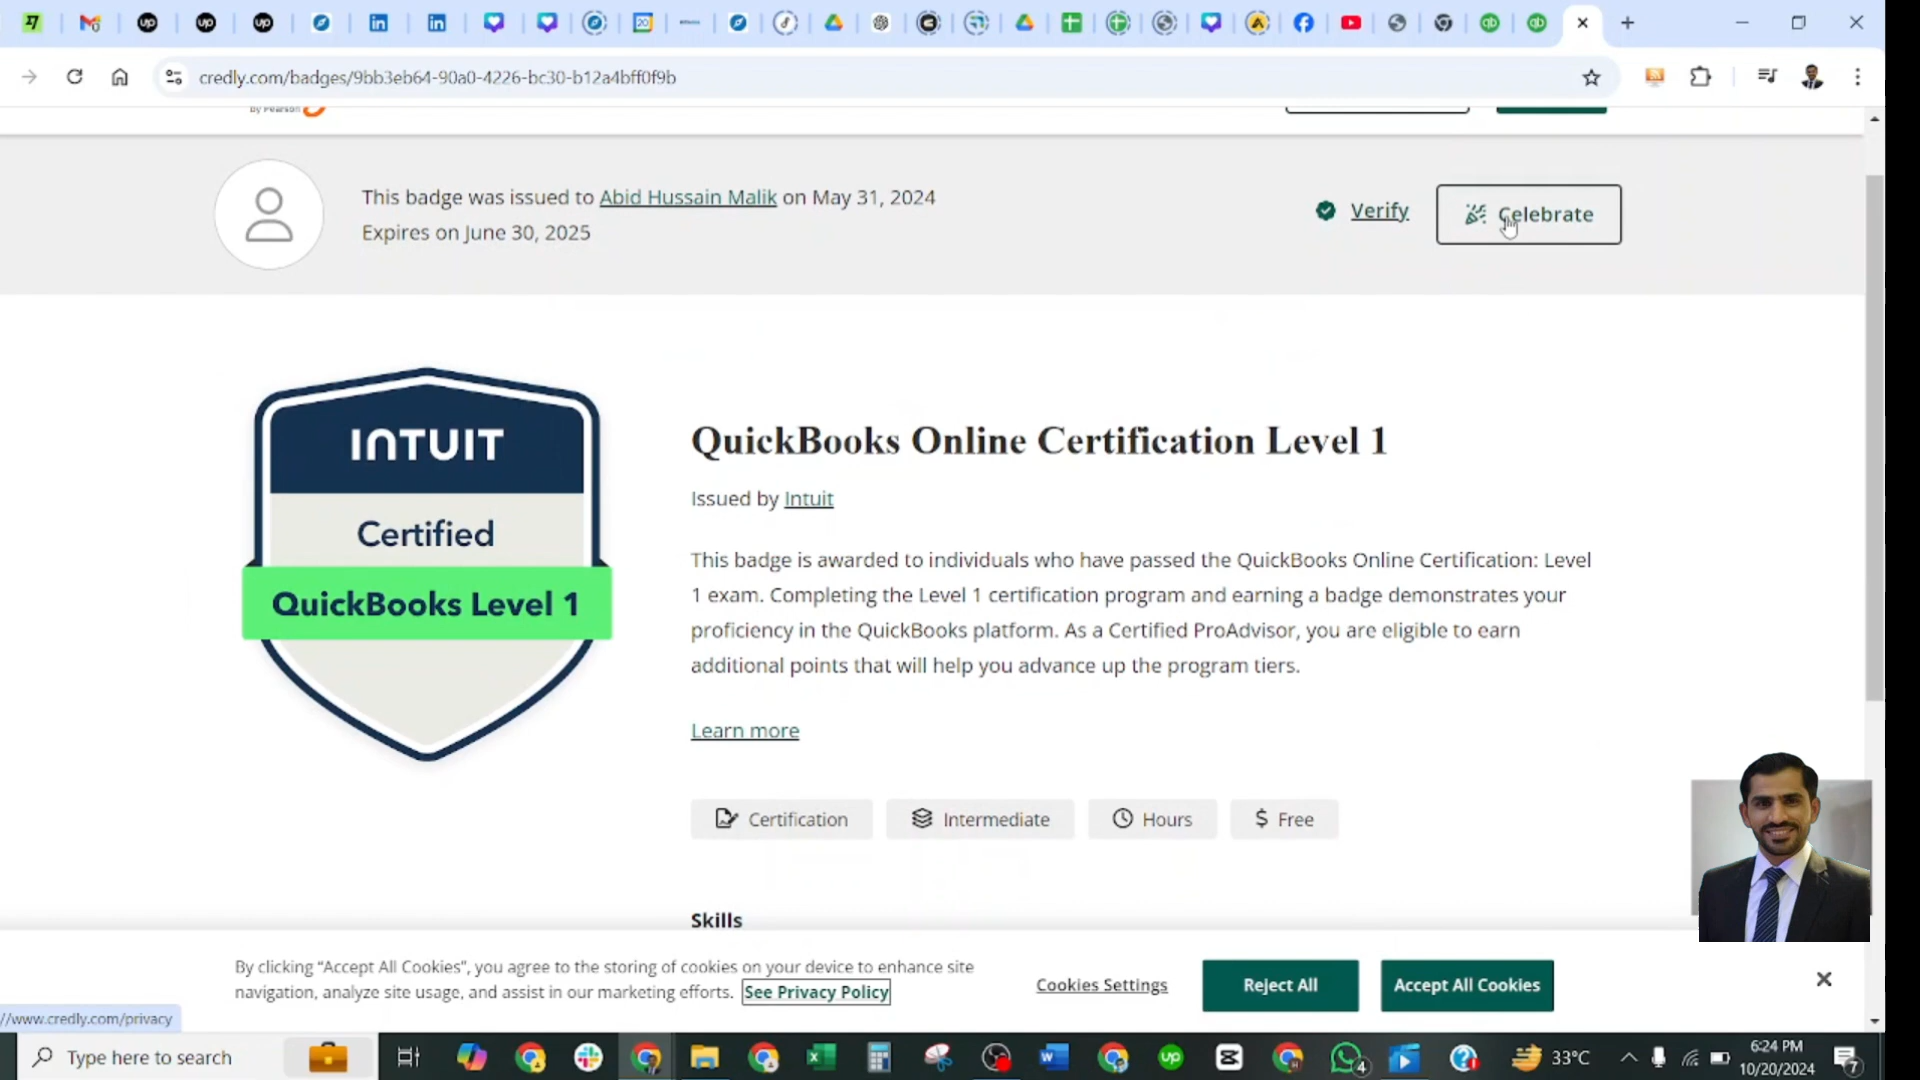 credly.com/badges/9bb3eb64-90a0-4226-bc30-b12a4bff0f9b
by Pearson
This badge was issued to Abid Hussain Malik on May 31, 2024
Expires on June 30, 2025
Verify
Celebrate
INTUIT
Certified
QuickBooks Level 1
QuickBooks Online Certification Level 1
Issued by Intuit
This badge is awarded to individuals who have passed the QuickBooks Online Certification: Level
1 exam. Completing the Level 1 certification program and earning a badge demonstrates your
proficiency in the QuickBooks platform. As a Certified ProAdvisor, you are eligible to earn
additional points that will help you advance up the program tiers.
Learn more
Certification
Intermediate
Hours
$ Free
Skills
By clicking “Accept All Cookies”, you agree to the storing of cookies on your device to enhance site
navigation, analyze site usage, and assist in our marketing efforts. See Privacy Policy
Cookies Settings
Reject All
Accept All Cookies
//www.credly.com/privacy
Type here to search
4
33°C
6:24 PM
10/20/2024
7